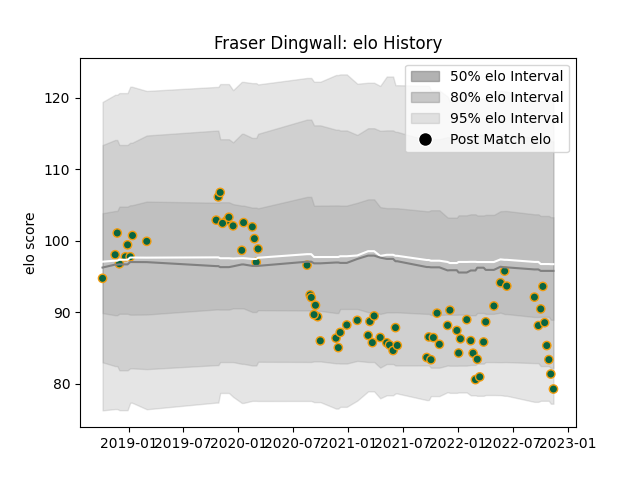 Fraser Dingwall: elo History
50% elo Interval
80% elo Interval
95% elo Interval
Post Match elo
elo score
120
110
100
90
80
2019-01 2019-07 2020-01 2020-07 2021-01 2021-07 2022-01 2022-07 2023-01